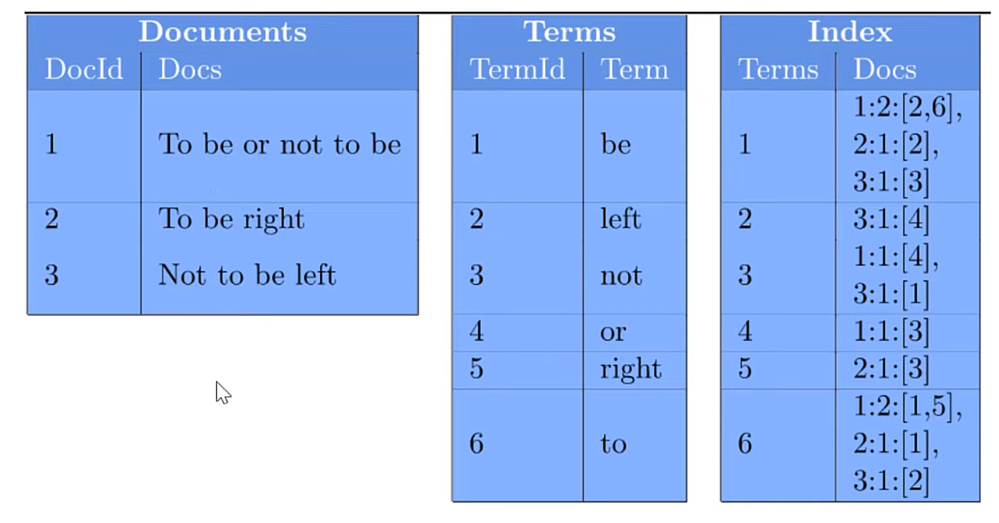 Documents
DocId Docs
1 To be or not to be
2 To be right
3 Not to be left
Terms
TermId Term
1 be
2 left
3 not
4 or
5 right
6 to
Index
Terms Docs
1 1:2:[2,6],
2:1:[2],
3:1:[3]
2 3:1:[4]
3 1:1:[4],
3:1:[1]
4 1:1:[3]
5 2:1:[3]
6 1:2:[1,5],
2:1:[1],
3:1:[2]